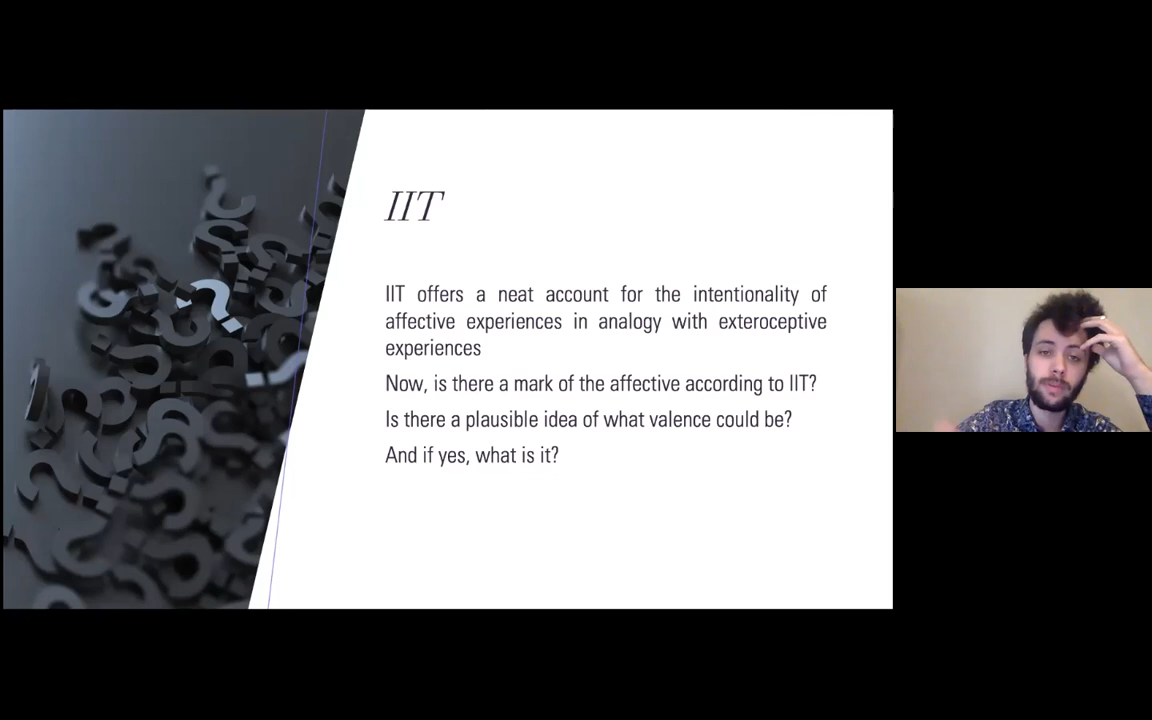 IIT
IIT offers a neat account for the intentionality of
affective experiences in analogy with exteroceptive
experiences
Now, is there a mark of the affective according to IIT?
Is there a plausible idea of what valence could be?
And if yes, what is it?